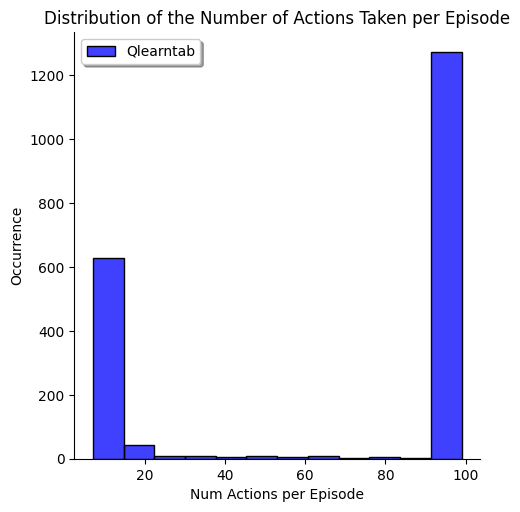 Distribution of the Number of Actions Taken per Episode
Qlearntab
1200
1000
800
600
400
200
0
Occurrence
20 40 60 80 100
Num Actions per Episode